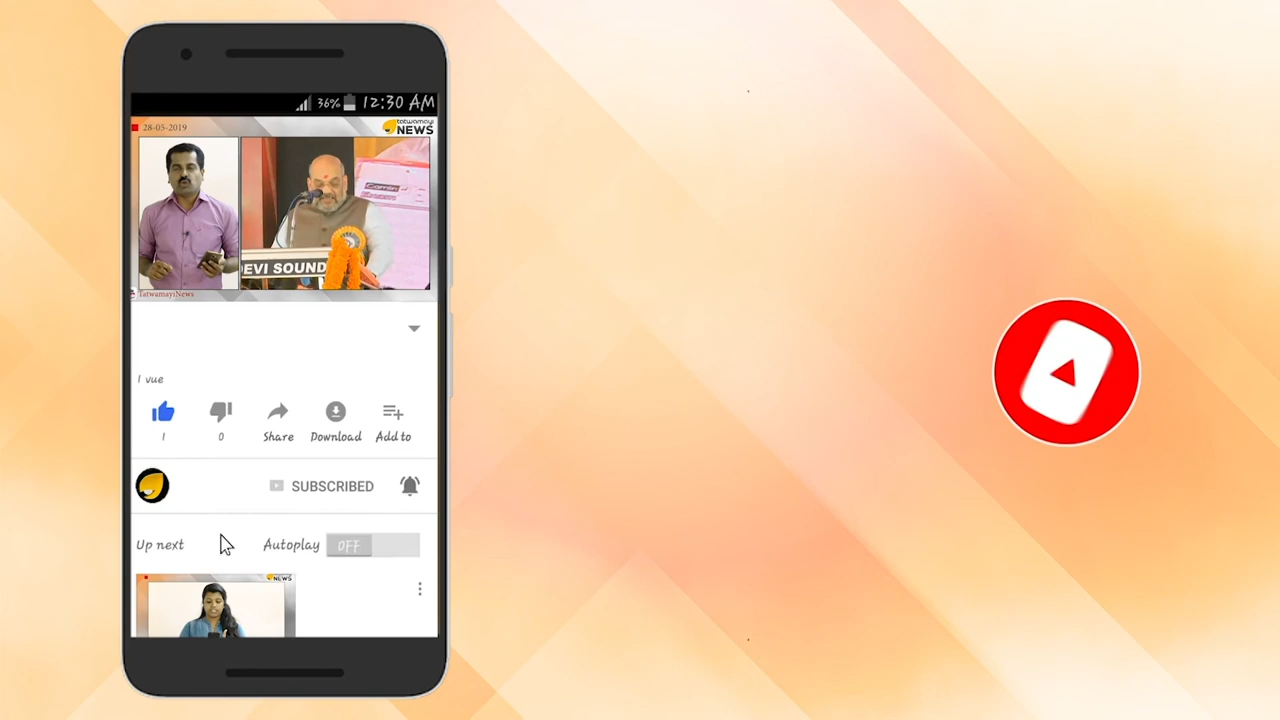 36% 12:30 AM
28-05-2019
tatwamayi
NEWS
DEVI SOUND
TatwamayiNews
1 vue
1 0 Share Download Add to
SUBSCRIBED
Up next Autoplay OFF
NEWS